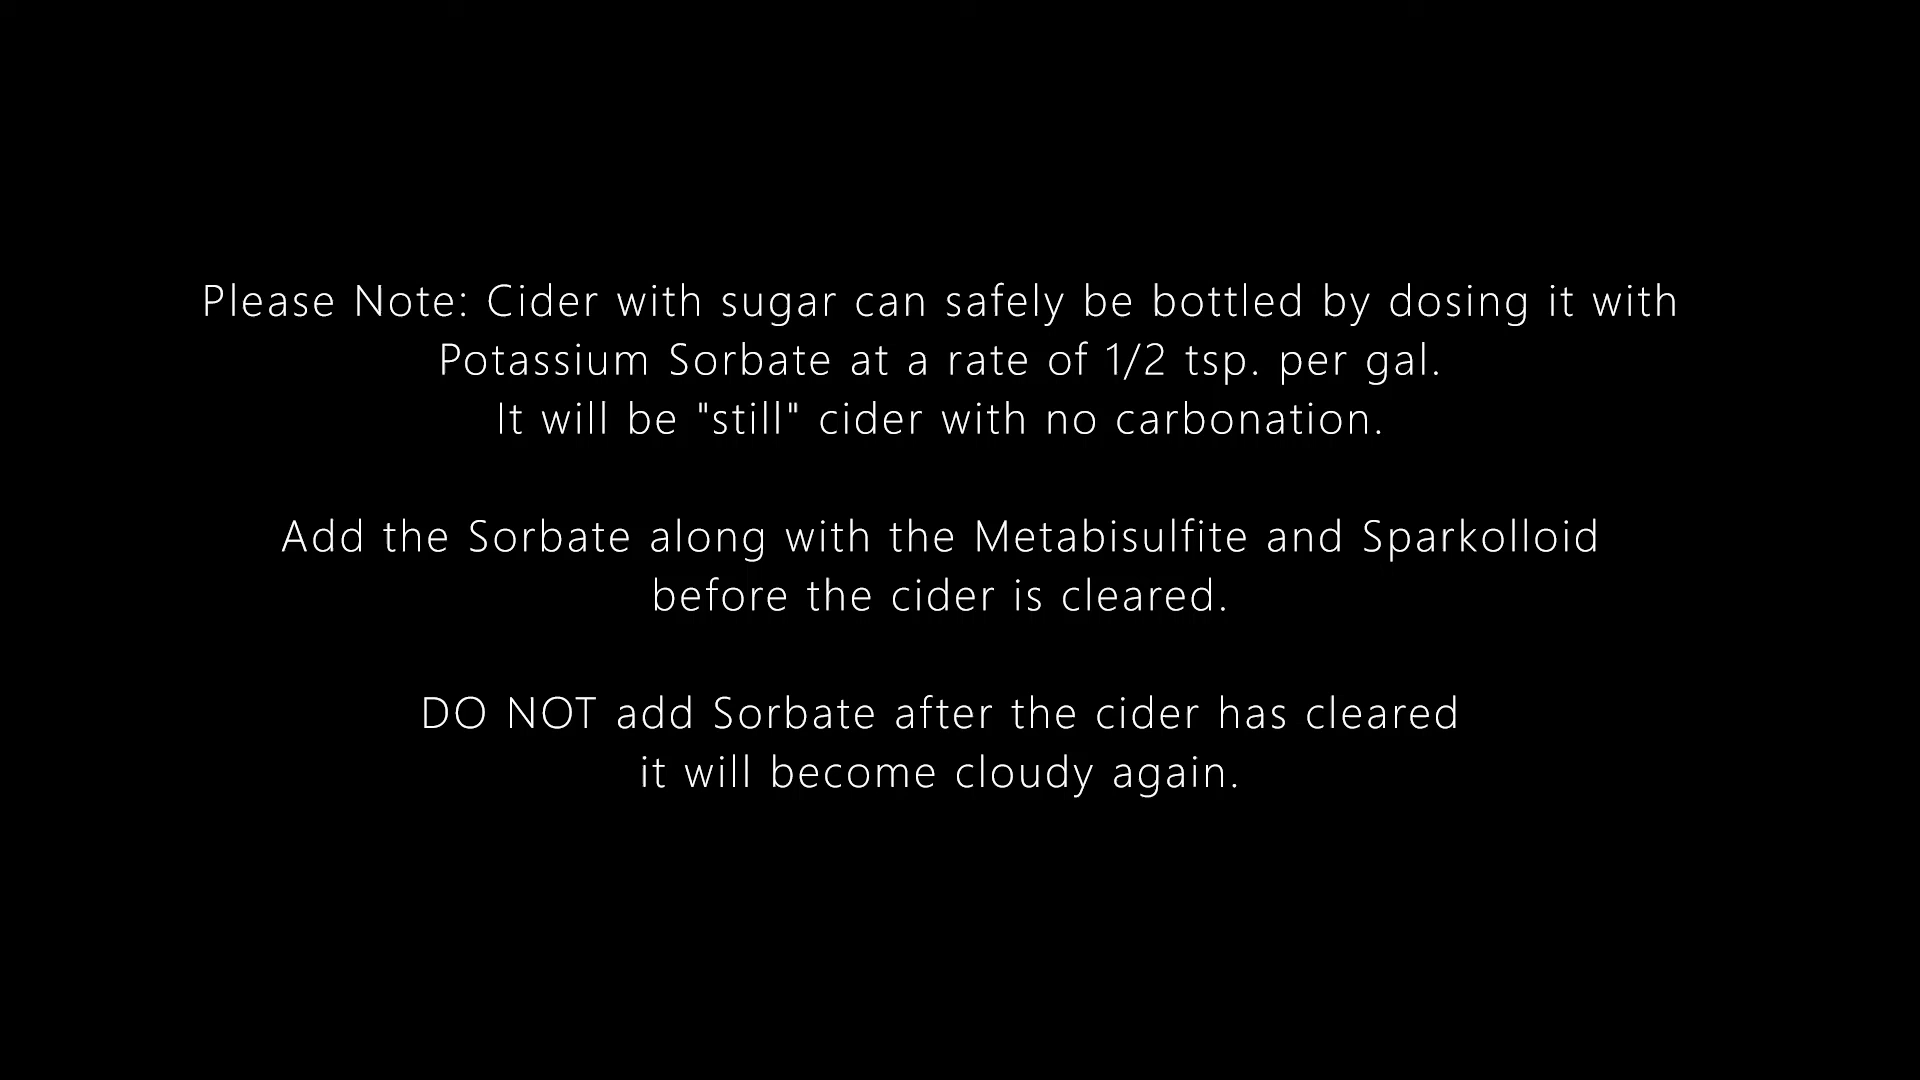 Please Note: Cider with sugar can safely be bottled by dosing it with
Potassium Sorbate at a rate of 1/2 tsp. per gal.
It will be "still" cider with no carbonation.
Add the Sorbate along with the Metabisulfite and Sparkolloid
before the cider is cleared.
DO NOT add Sorbate after the cider has cleared
it will become cloudy again.